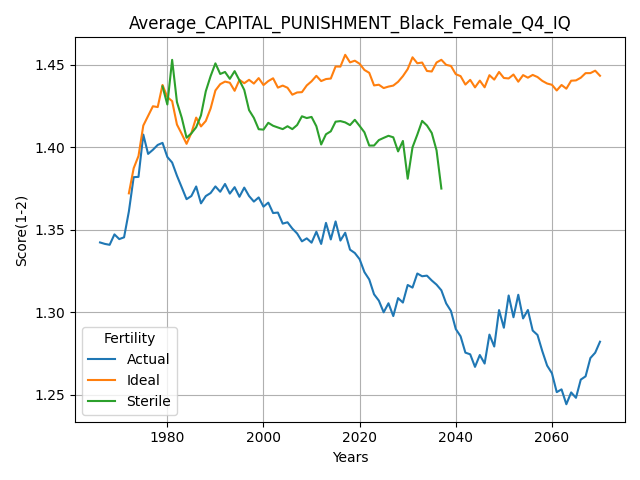 Average_CAPITAL_PUNISHMENT_Black_Female_Q4_IQ
Score(1-2)
1.45
1.40
1.35
1.30
1.25
Fertility
Actual
Ideal
Sterile
1980
2000
2020
2040
2060
Years